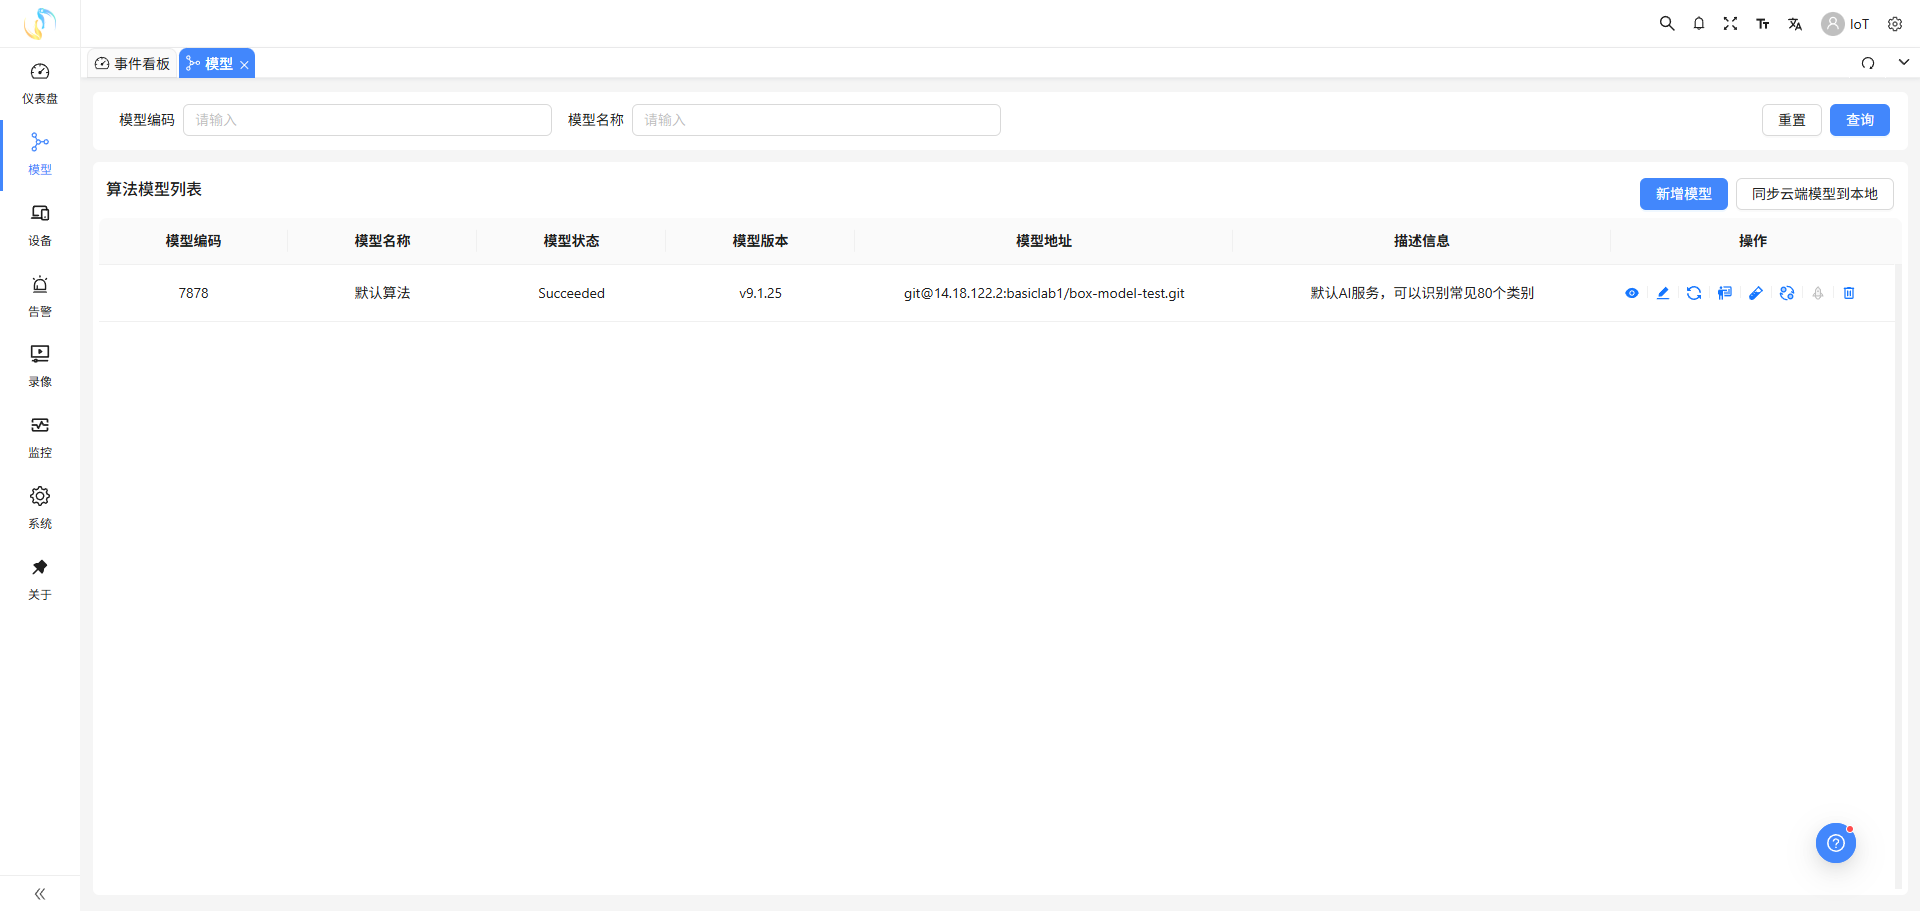 IoT
事件看板
模型
仪表盘
模型
设备
告警
录像
监控
系统
关于
模型编码 请输入 模型名称 请输入 重置 查询
算法模型列表 新增模型 同步云端模型到本地
模型编码 模型名称 模型状态 模型版本 模型地址 描述信息 操作
7878 默认算法 Succeeded v9.1.25 git@14.18.122.2:basiclab1/box-model-test.git 默认AI服务，可以识别常见80个类别